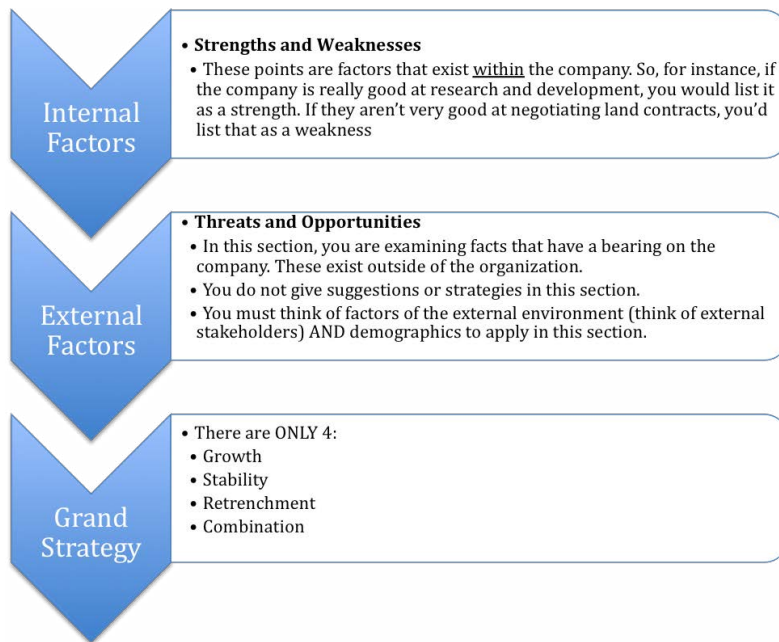 Internal
Factors
• Strengths and Weaknesses
• These points are factors that exist within the company. So, for instance, if
the company is really good at research and development, you would list it
as a strength. If they aren’t very good at negotiating land contracts, you’d
list that as a weakness
External
Factors
• Threats and Opportunities
• In this section, you are examining facts that have a bearing on the
company. These exist outside of the organization.
• You do not give suggestions or strategies in this section.
• You must think of factors of the external environment (think of external
stakeholders) AND demographics to apply in this section.
Grand
Strategy
• There are ONLY 4:
• Growth
• Stability
• Retrenchment
• Combination